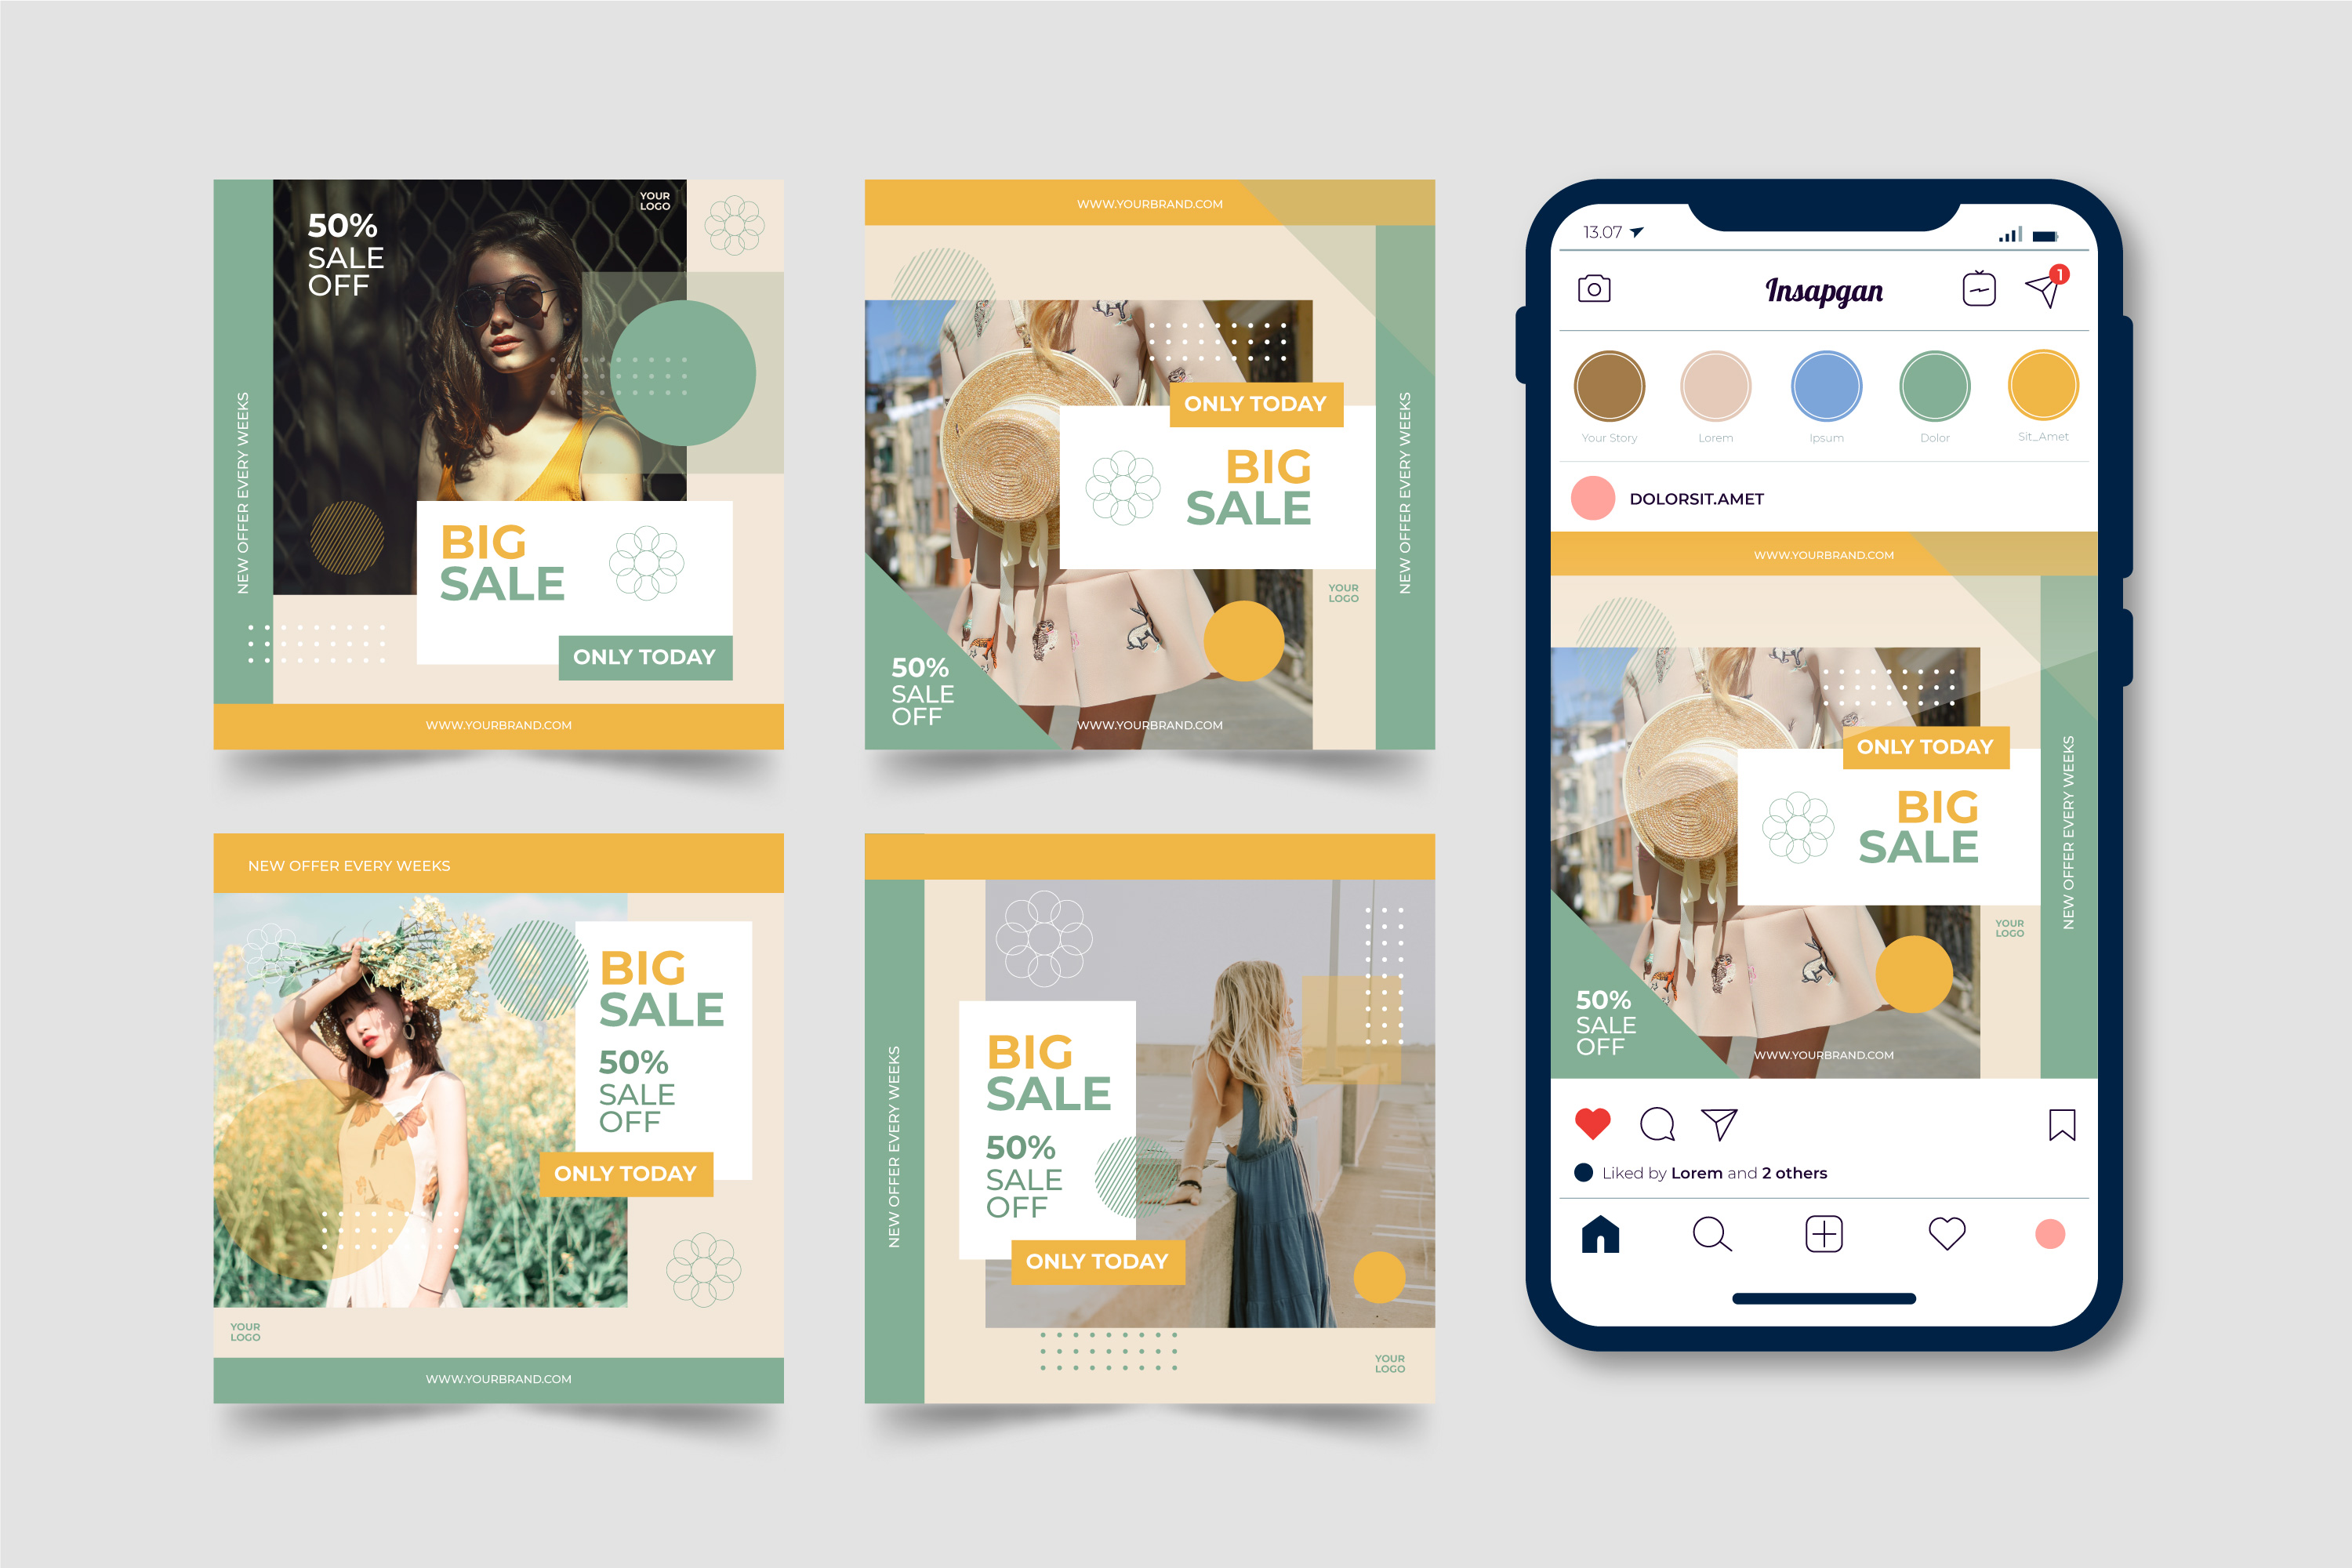 50%
SALE
OFF
YOUR
LOGO
NEW OFFER EVERY WEEKS
BIG
SALE
ONLY TODAY
WWW.YOURBRAND.COM
WWW.YOURBRAND.COM
ONLY TODAY
BIG
SALE
NEW OFFER EVERY WEEKS
YOUR
LOGO
50%
SALE
OFF
WWW.YOURBRAND.COM
NEW OFFER EVERY WEEKS
BIG
SALE
50%
SALE
OFF
ONLY TODAY
YOUR
LOGO
WWW.YOURBRAND.COM
NEW OFFER EVERY WEEKS
BIG
SALE
50%
SALE
OFF
ONLY TODAY
YOUR
LOGO
13.07
Insapgan
1
Your Story Lorem Ipsum Dolor Sit_Amet
DOLORSIT.AMET
WWW.YOURBRAND.COM
ONLY TODAY
BIG
SALE
NEW OFFER EVERY WEEKS
YOUR
LOGO
50%
SALE
OFF
WWW.YOURBRAND.COM
Liked by Lorem and 2 others